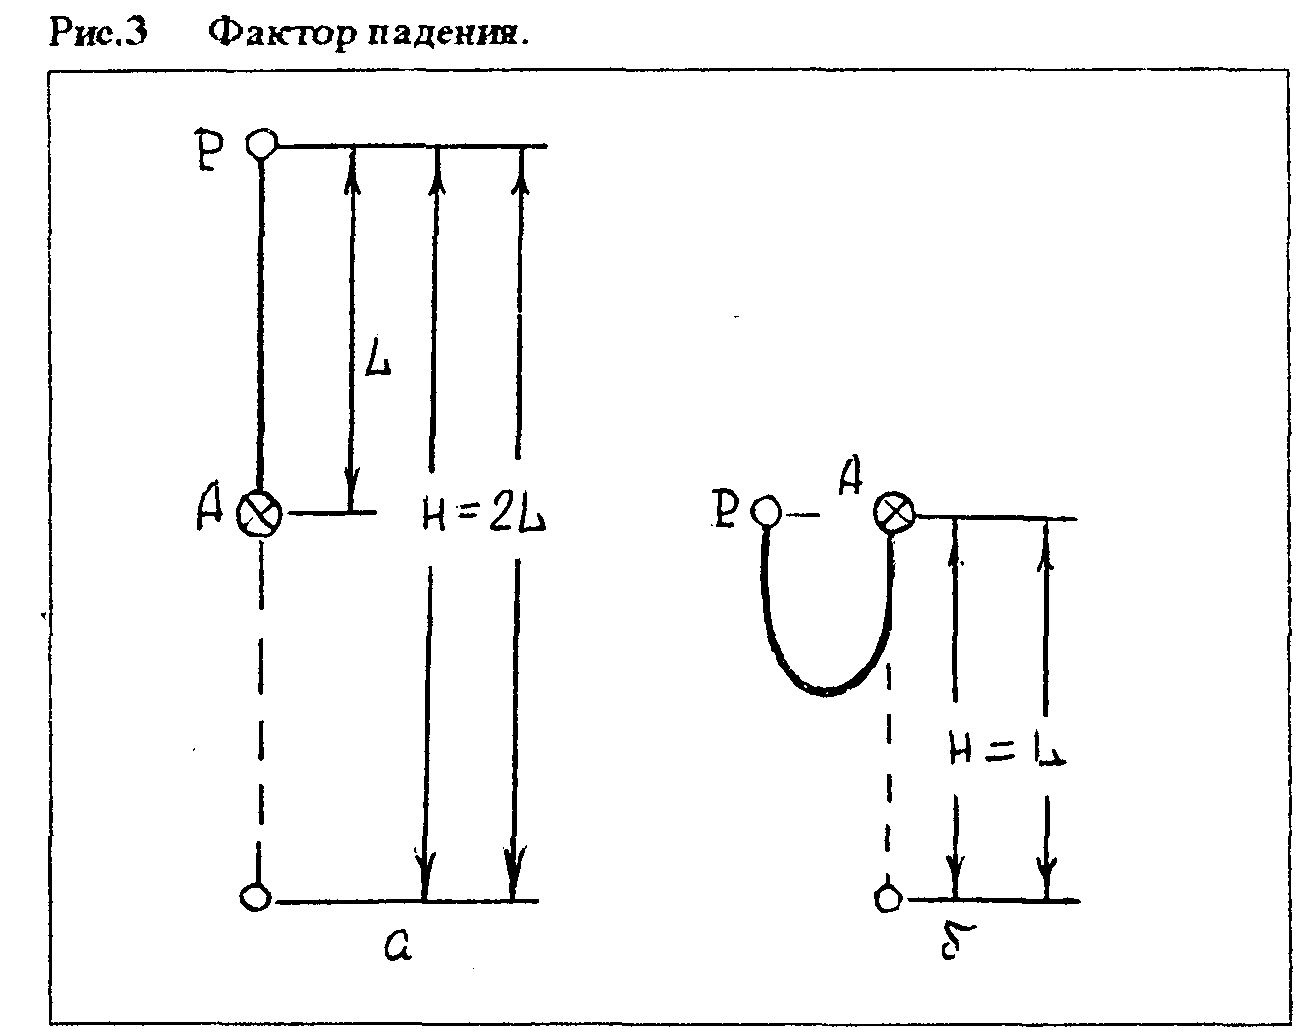 Рис.3 Фактор падения.
P
L
A
H = 2L
P
A
H = L
а
б